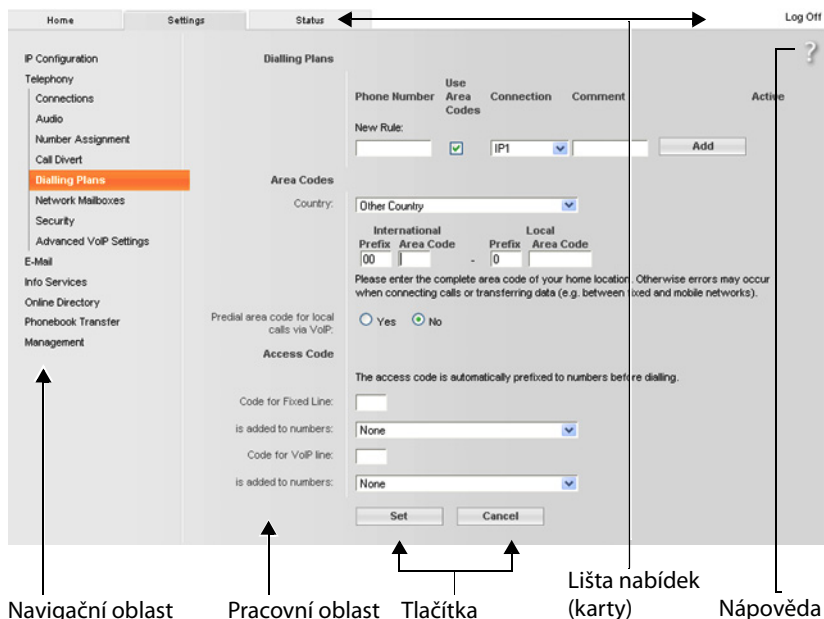 Home Settings Status Log Off
?
IP Configuration
Telephony
Connections
Audio
Number Assignment
Call Divert
Dialling Plans
Network Mailboxes
Security
Advanced VoIP Settings
E-Mail
Info Services
Online Directory
Phonebook Transfer
Management
Dialling Plans
Phone Number Use Area Codes Connection Comment Active
New Rule:
IP1 Add
Area Codes
Country: Other Country
International Local
Prefix Area Code Prefix Area Code
00 - 0
Please enter the complete area code of your home location. Otherwise errors may occur
when connecting calls or transferring data (e.g. between fixed and mobile networks).
Predial area code for local
calls via VoIP:
Yes No
Access Code
The access code is automatically prefixed to numbers before dialling.
Code for Fixed Line:
is added to numbers: None
Code for VoIP line:
is added to numbers: None
Set Cancel
Navigační oblast
Pracovní oblast
Tlačítka
Lišta nabídek
(karty)
Nápověda